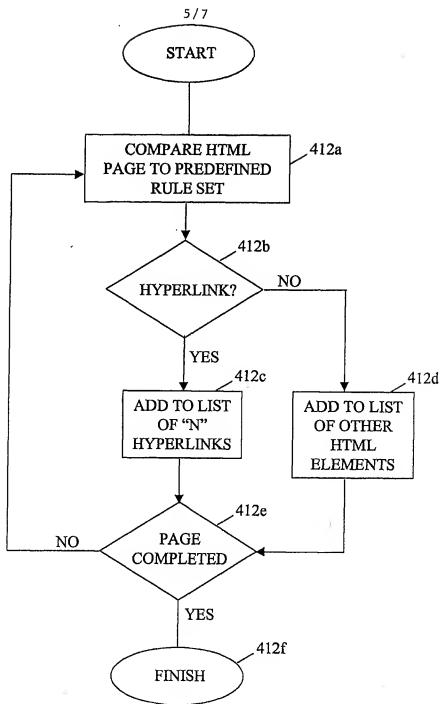 5/7
START
COMPARE HTML
PAGE TO PREDEFINED
RULE SET
412a
412b
HYPERLINK?
NO
YES
412c
412d
ADD TO LIST
OF “N”
HYPERLINKS
ADD TO LIST
OF OTHER
HTML
ELEMENTS
412e
NO
PAGE
COMPLETED
YES
412f
FINISH